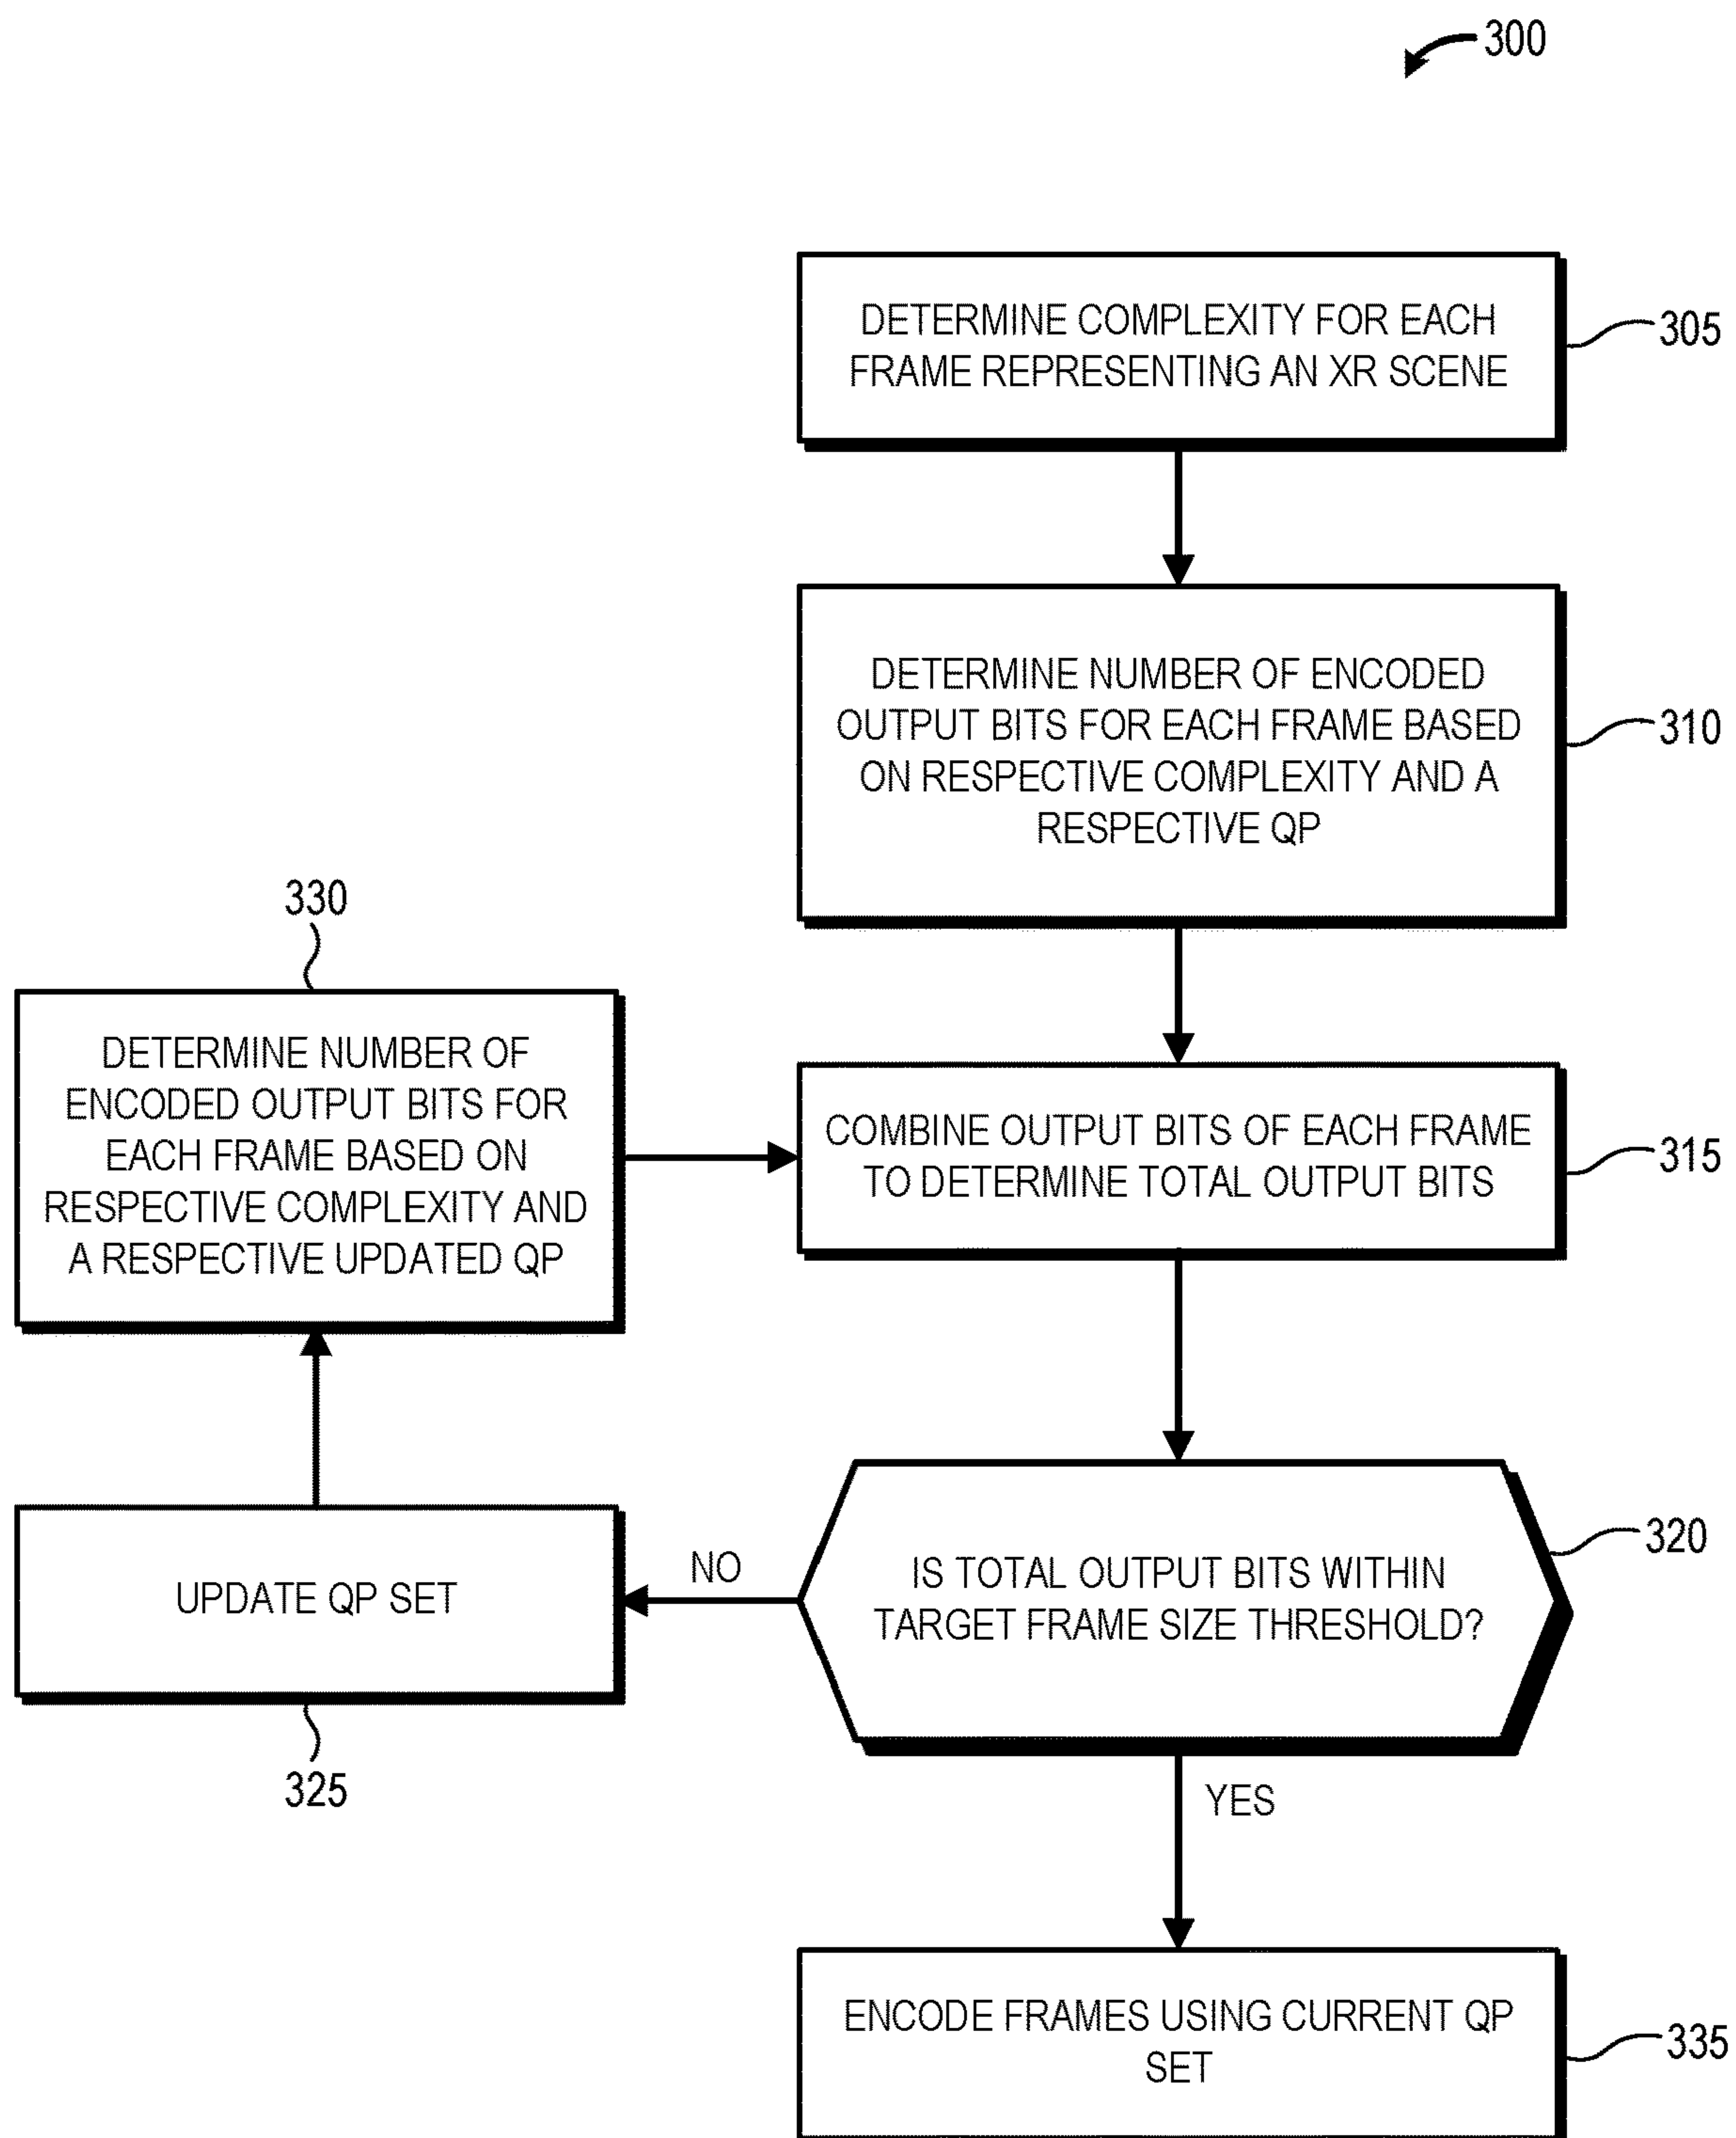 300
DETERMINE COMPLEXITY FOR EACH
FRAME REPRESENTING AN XR SCENE
305
DETERMINE NUMBER OF ENCODED
OUTPUT BITS FOR EACH FRAME BASED
ON RESPECTIVE COMPLEXITY AND A
RESPECTIVE QP
310
330
DETERMINE NUMBER OF
ENCODED OUTPUT BITS FOR
EACH FRAME BASED ON
RESPECTIVE COMPLEXITY AND
A RESPECTIVE UPDATED QP
COMBINE OUTPUT BITS OF EACH FRAME
TO DETERMINE TOTAL OUTPUT BITS
315
IS TOTAL OUTPUT BITS WITHIN
TARGET FRAME SIZE THRESHOLD?
320
NO
UPDATE QP SET
325
YES
ENCODE FRAMES USING CURRENT QP
SET
335